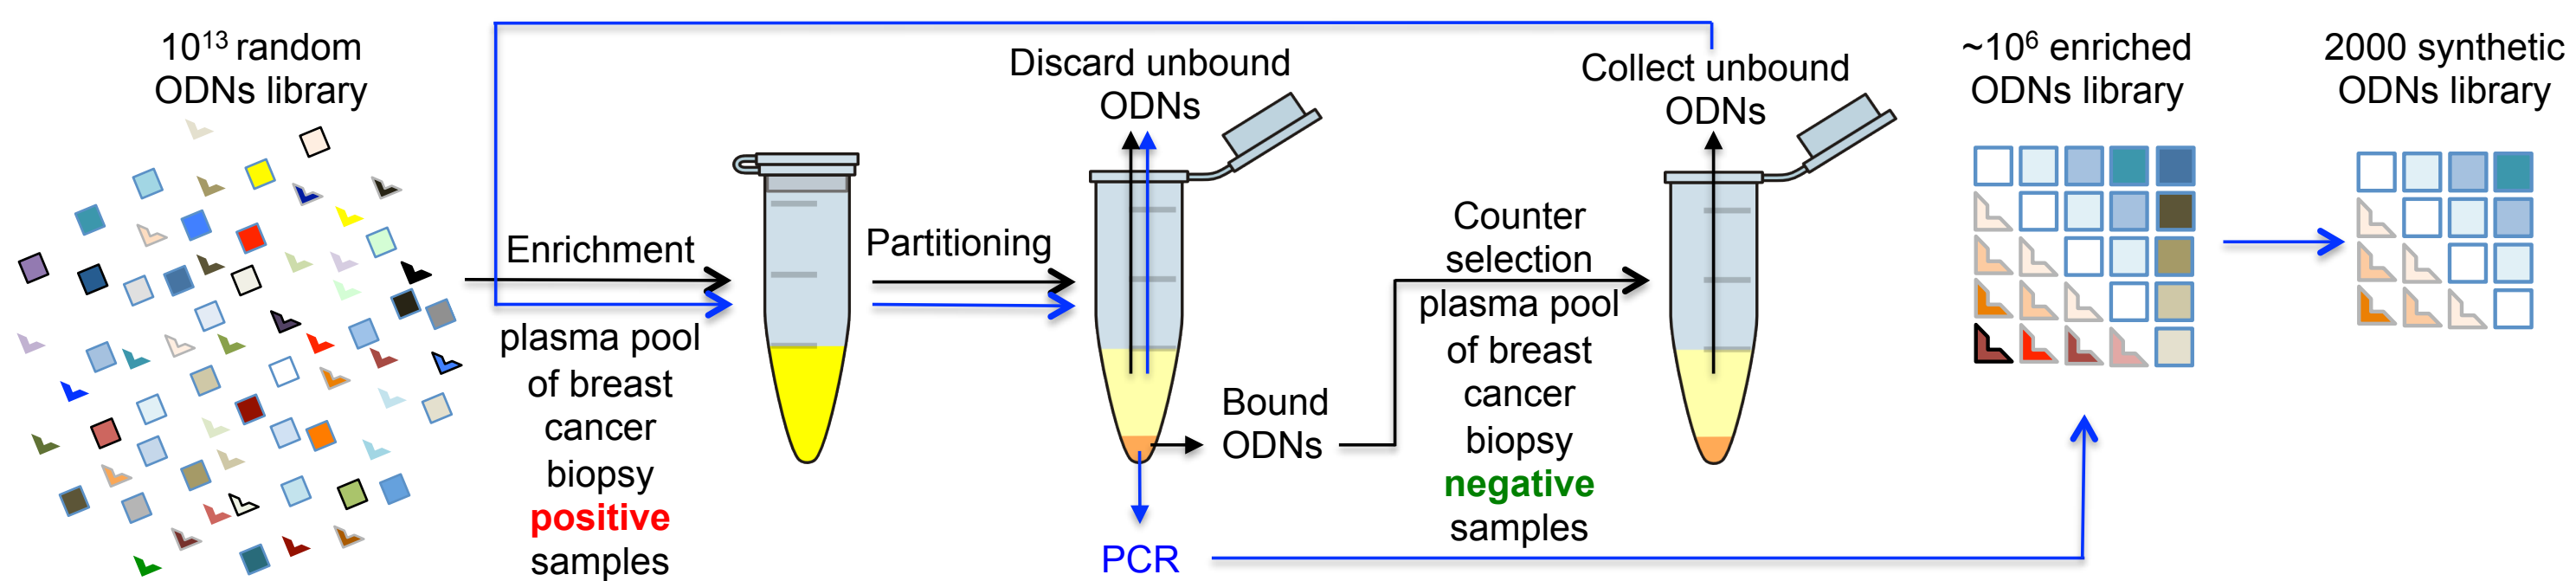 10¹³ random
ODNs library
Enrichment
plasma pool
of breast
cancer
biopsy
positive
samples
Partitioning
Discard unbound
ODNs
Bound
ODNs
PCR
Counter
selection
plasma pool
of breast
cancer
biopsy
negative
samples
Collect unbound
ODNs
~10⁶ enriched
ODNs library
2000 synthetic
ODNs library